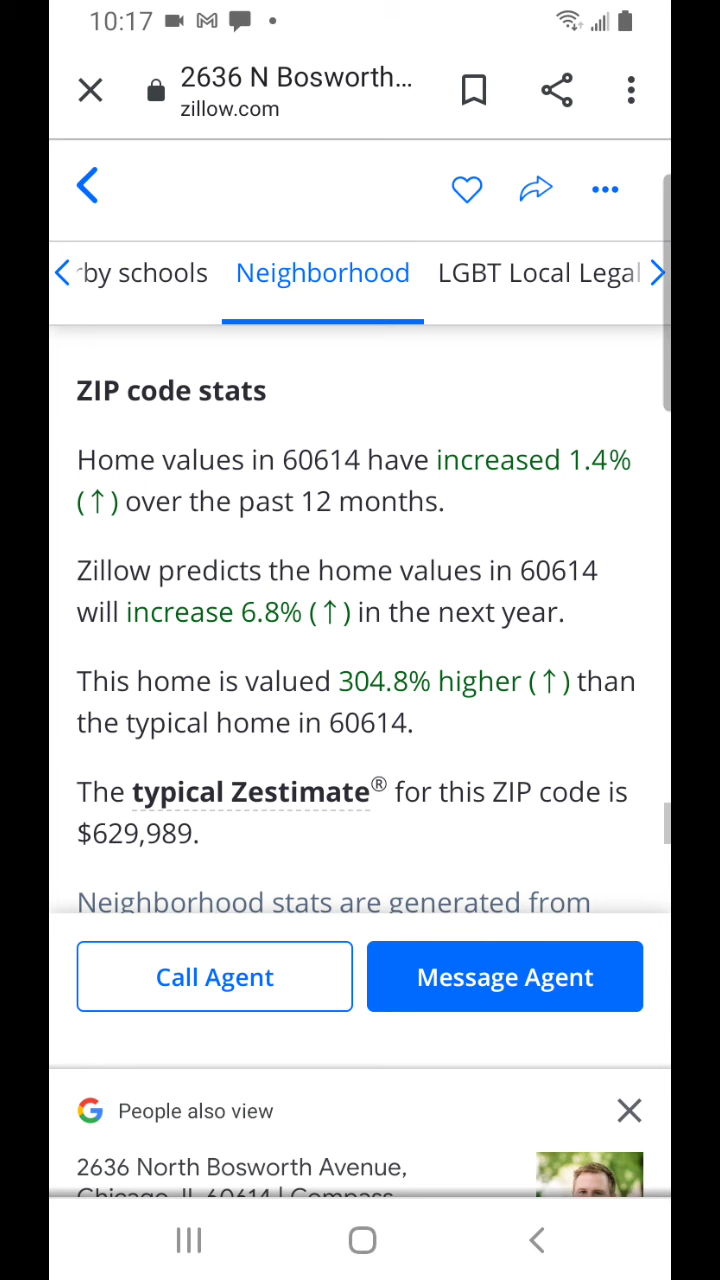 10:17
2636 N Bosworth...
zillow.com
by schools Neighborhood LGBT Local Legal
ZIP code stats
Home values in 60614 have increased 1.4%
(↑) over the past 12 months.
Zillow predicts the home values in 60614
will increase 6.8% (↑) in the next year.
This home is valued 304.8% higher (↑) than
the typical home in 60614.
The typical Zestimate® for this ZIP code is
$629,989.
Neighborhood stats are generated from
Call Agent Message Agent
People also view
2636 North Bosworth Avenue,
Chicago, IL 60614 | Compass